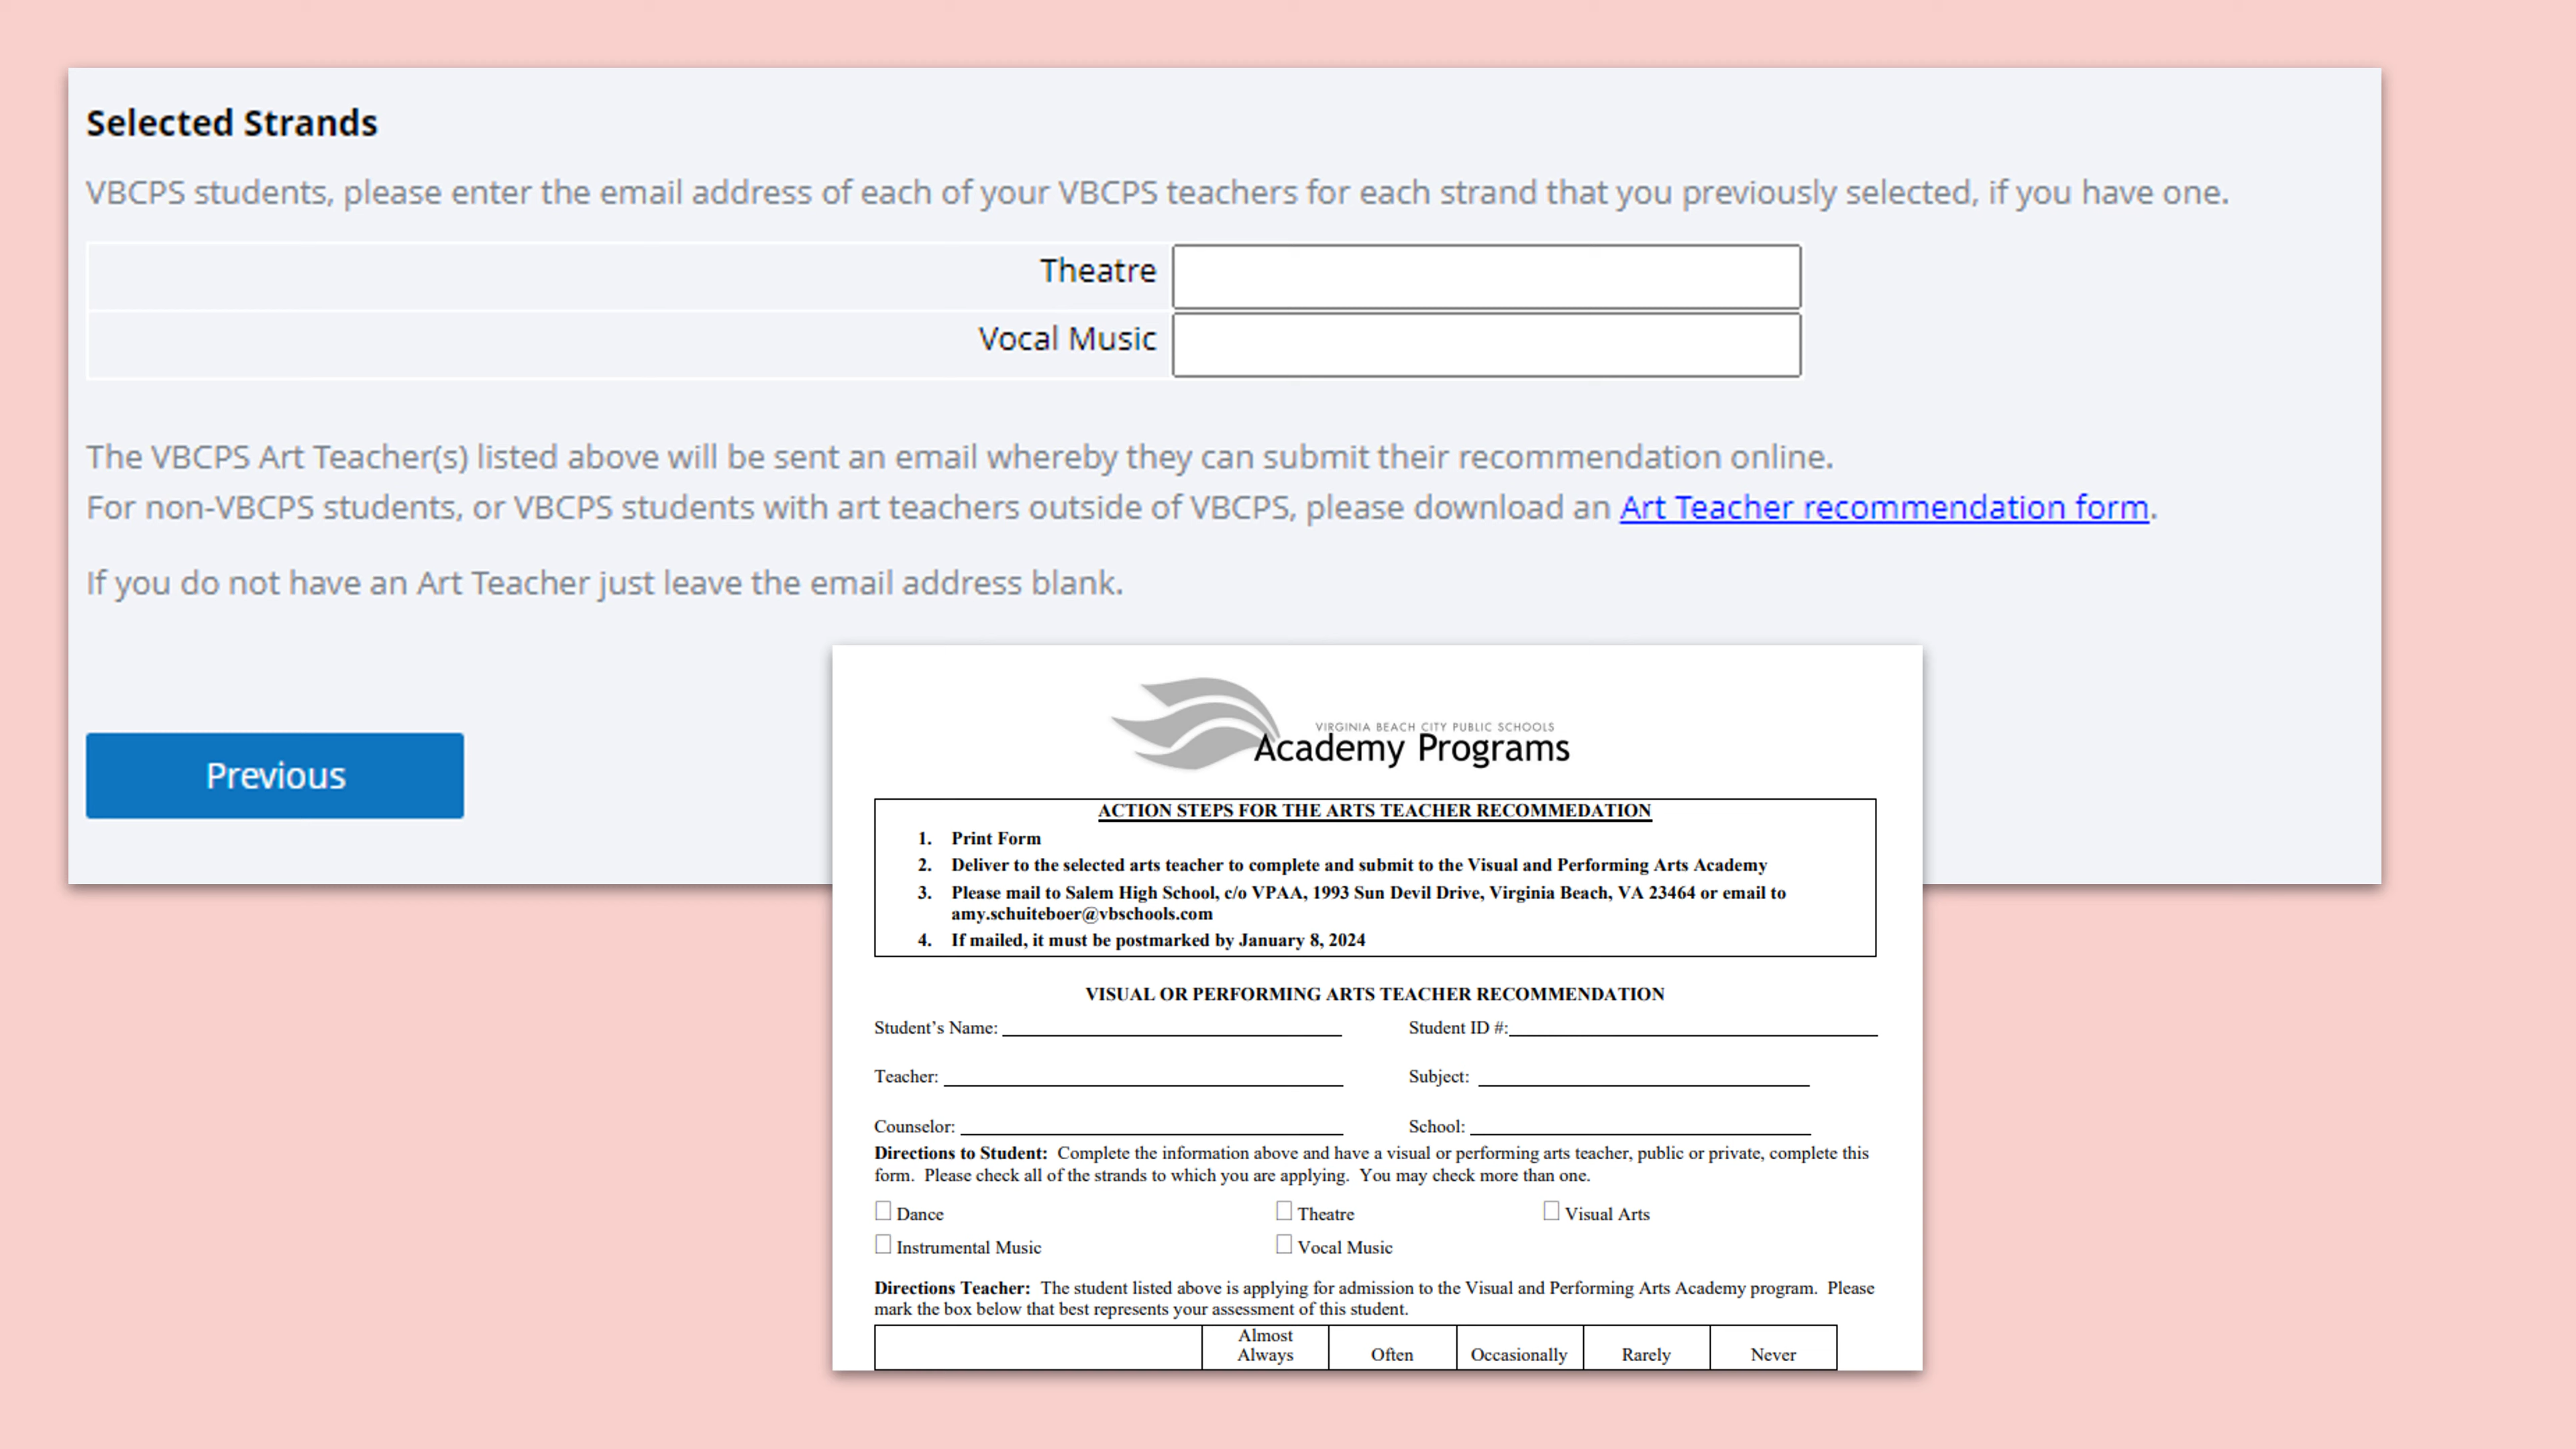 Selected Strands
VBCPS students, please enter the email address of each of your VBCPS teachers for each strand that you previously selected, if you have one.
Theatre
Vocal Music
The VBCPS Art Teacher(s) listed above will be sent an email whereby they can submit their recommendation online.
For non-VBCPS students, or VBCPS students with art teachers outside of VBCPS, please download an Art Teacher recommendation form.
If you do not have an Art Teacher just leave the email address blank.
Previous
VIRGINIA BEACH CITY PUBLIC SCHOOLS
Academy Programs
ACTION STEPS FOR THE ARTS TEACHER RECOMMEDATION
1. Print Form
2. Deliver to the selected arts teacher to complete and submit to the Visual and Performing Arts Academy
3. Please mail to Salem High School, c/o VPAA, 1993 Sun Devil Drive, Virginia Beach, VA 23464 or email to
amy.schuiteboer@vbschools.com
4. If mailed, it must be postmarked by January 8, 2024
VISUAL OR PERFORMING ARTS TEACHER RECOMMENDATION
Student's Name: Student ID #:
Teacher: Subject:
Counselor: School:
Directions to Student: Complete the information above and have a visual or performing arts teacher, public or private, complete this
form. Please check all of the strands to which you are applying. You may check more than one.
Dance Theatre Visual Arts
Instrumental Music Vocal Music
Directions Teacher: The student listed above is applying for admission to the Visual and Performing Arts Academy program. Please
mark the box below that best represents your assessment of this student.
Almost
Always Often Occasionally Rarely Never